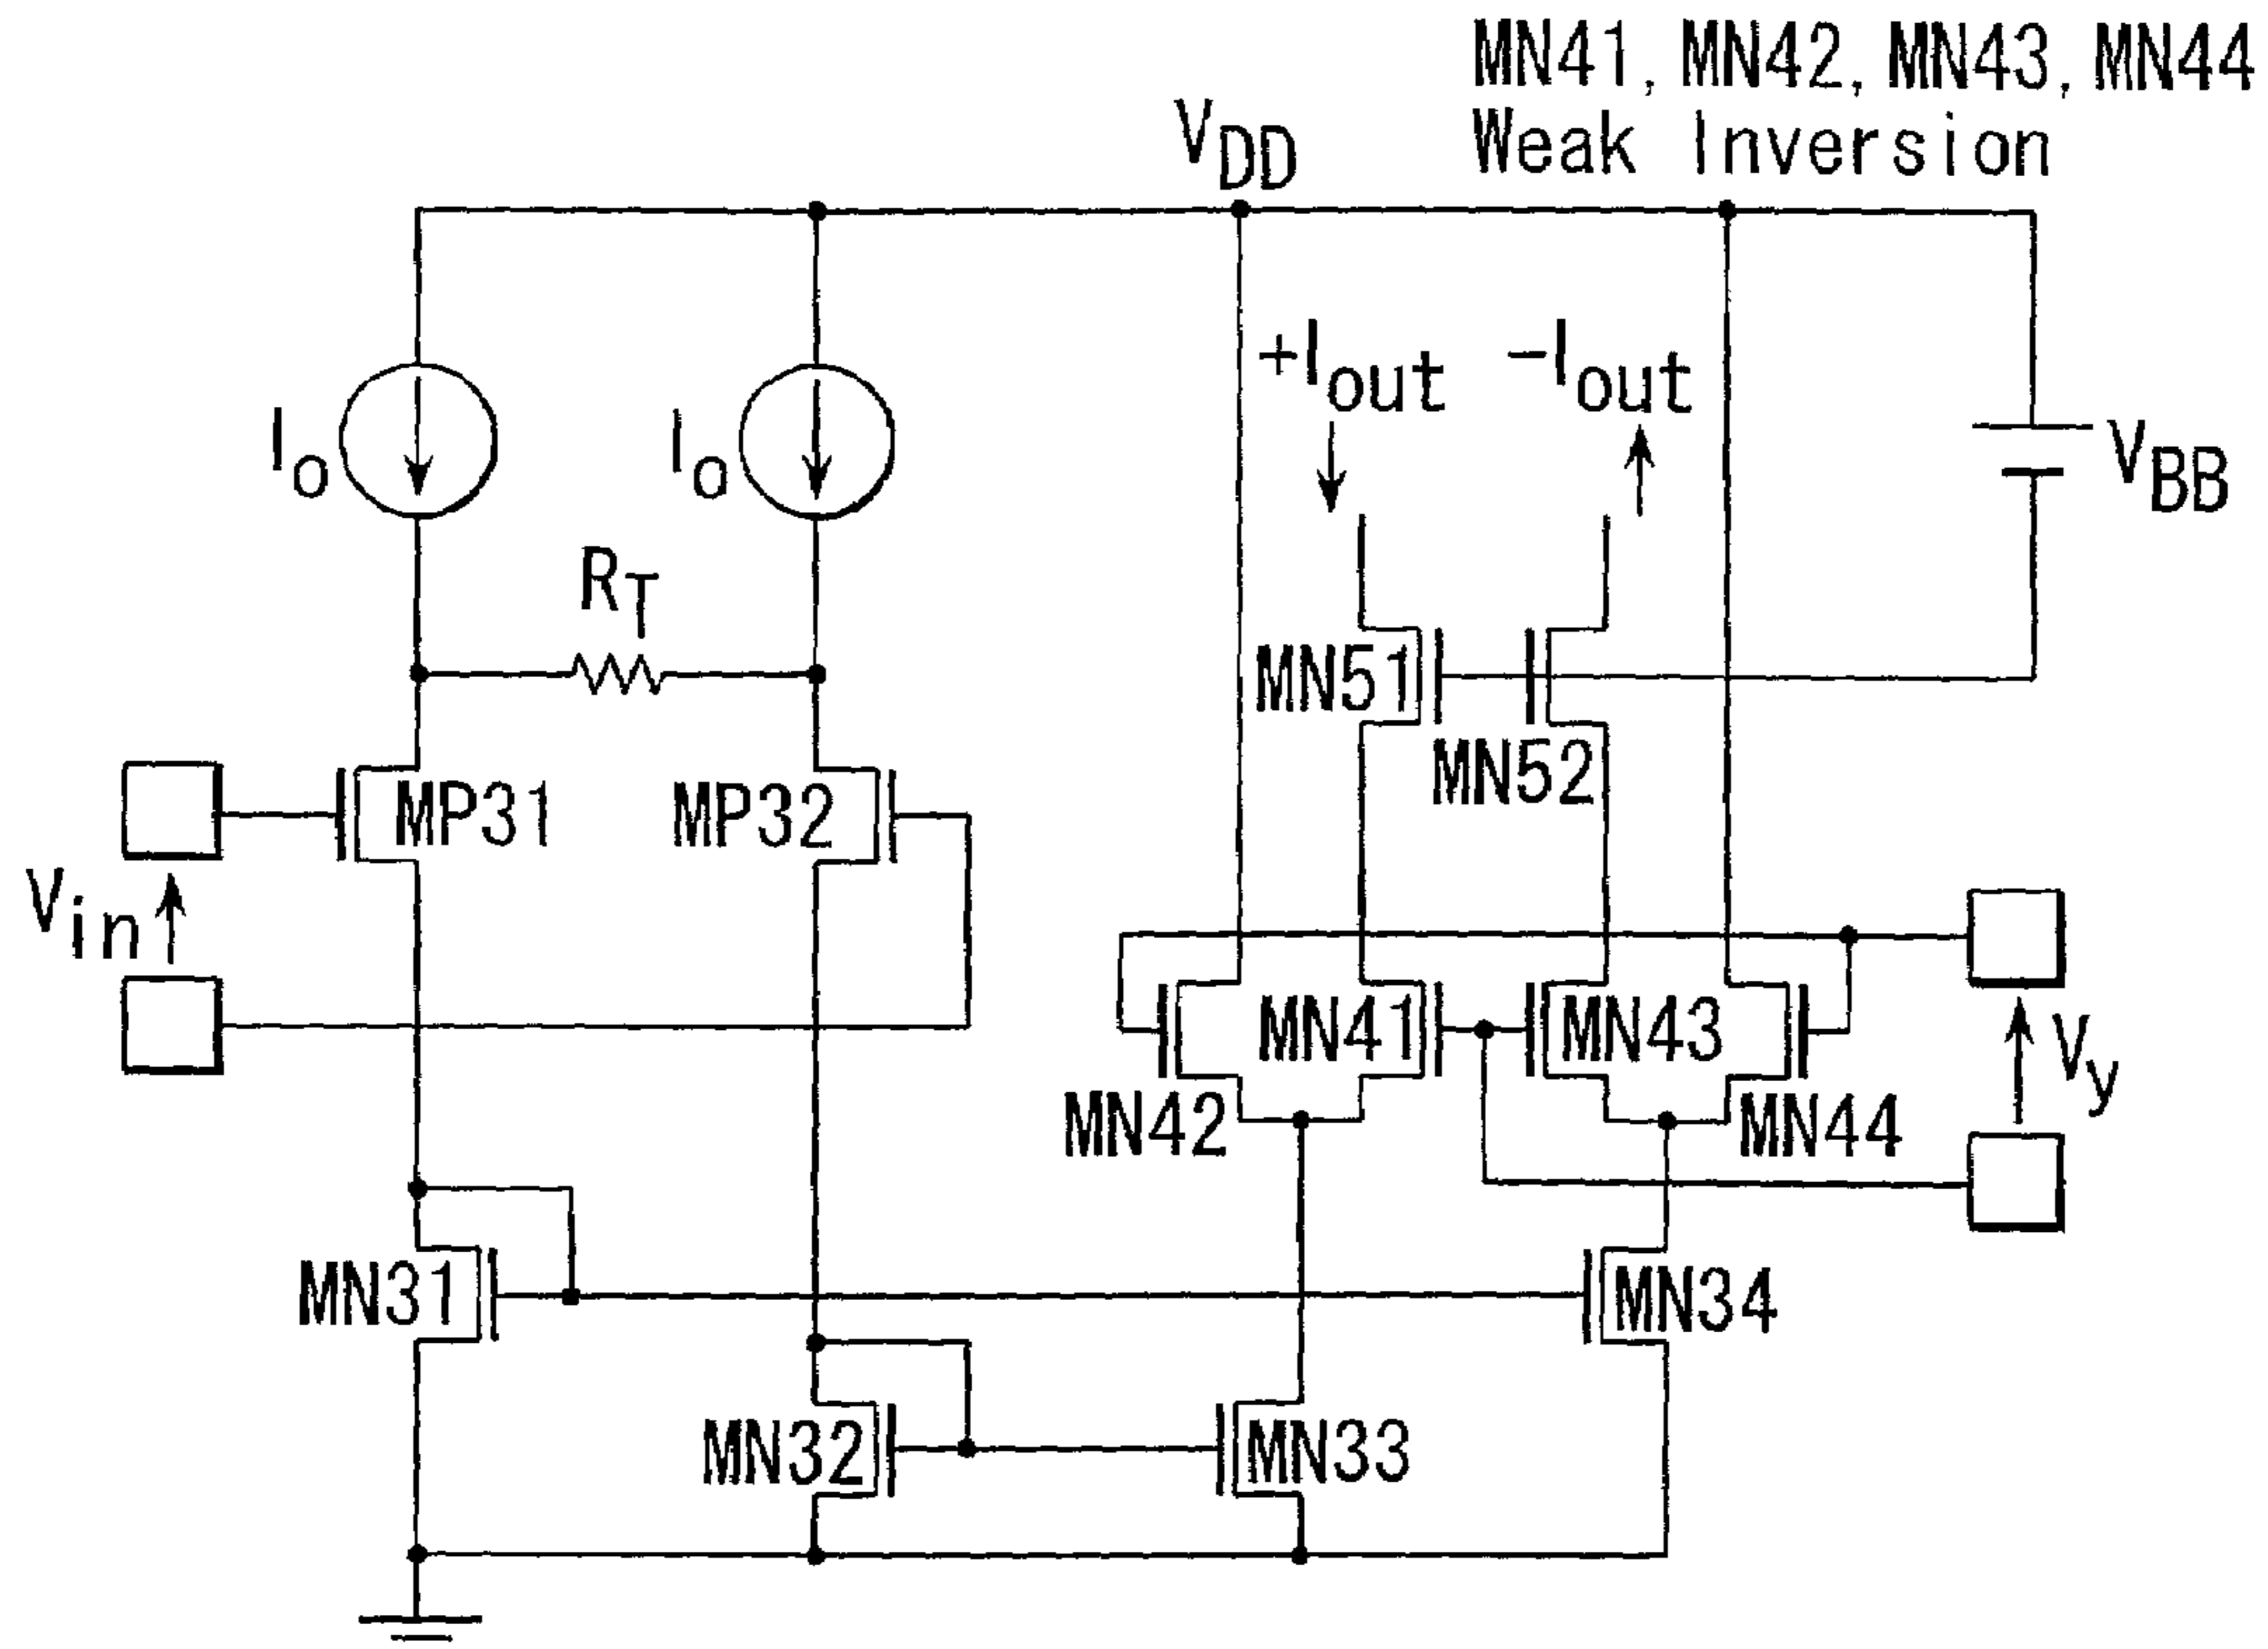 MN41, MN42, MN43, MN44
Weak Inversion
VDD
+Iout
-Iout
Io
Io
VBB
RT
MN51
MN52
MP31
MP32
Vin
MN41
MN43
MN42
MN44
Vy
MN31
MN34
MN32
MN33